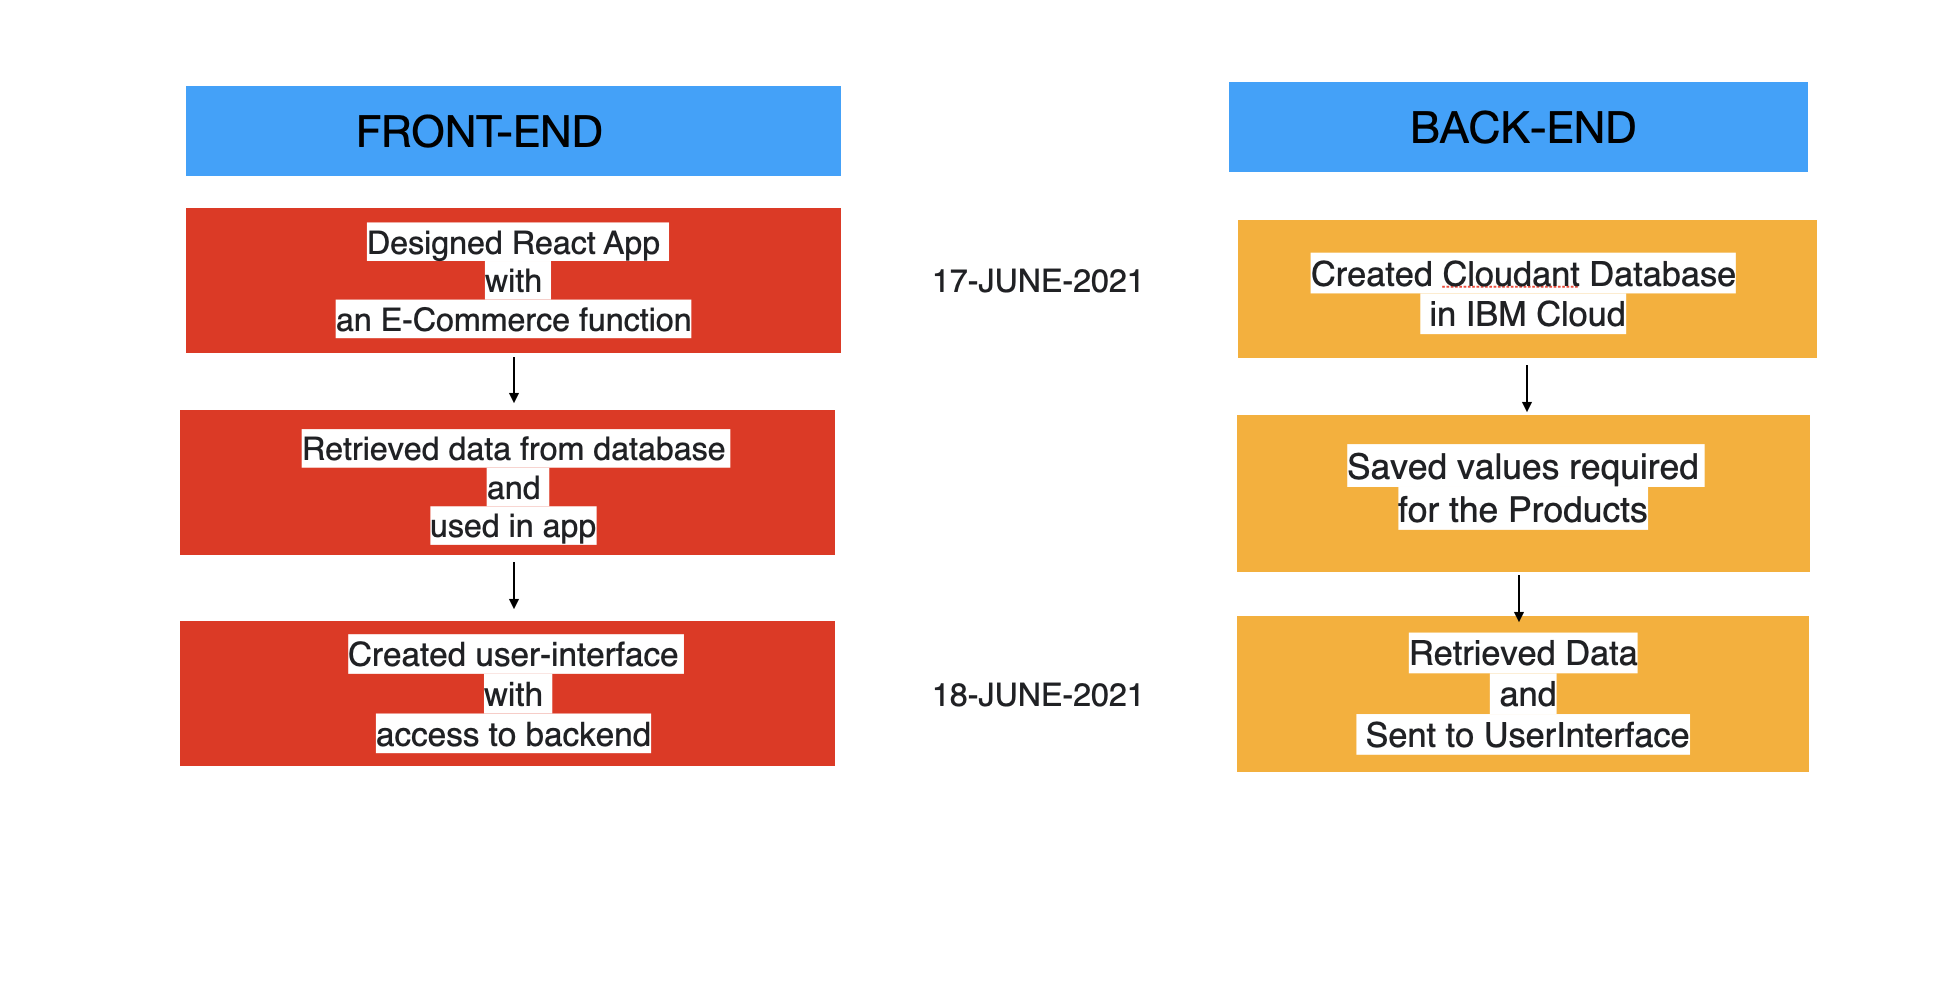 FRONT-END
BACK-END
Designed React App
with
an E-Commerce function
17-JUNE-2021
Created Cloudant Database
in IBM Cloud
Retrieved data from database
and
used in app
Saved values required
for the Products
Created user-interface
with
access to backend
18-JUNE-2021
Retrieved Data
and
Sent to UserInterface